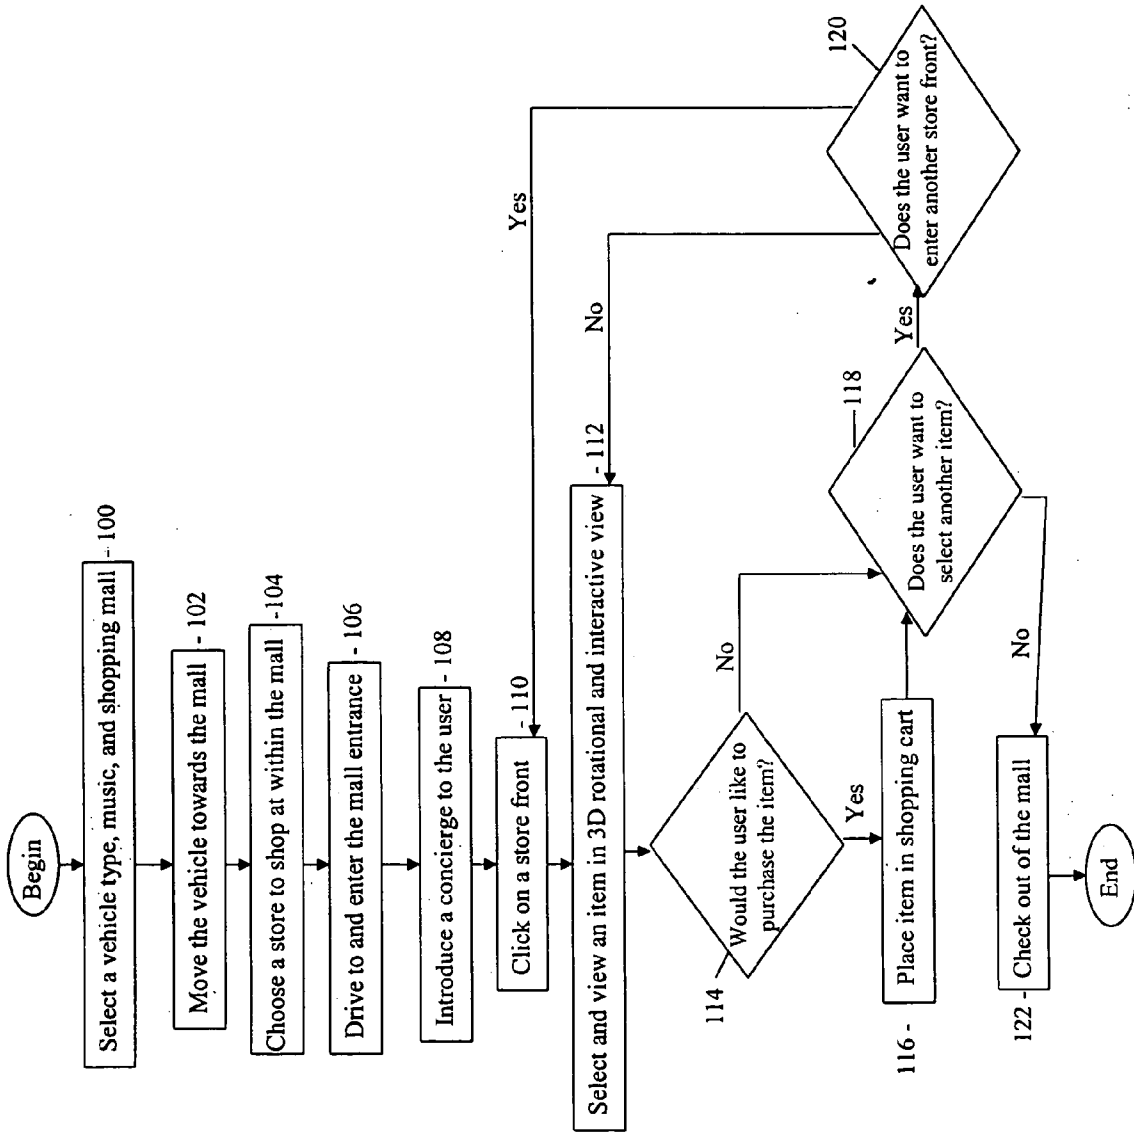 Begin
Select a vehicle type, music, and shopping mall - 100
Move the vehicle towards the mall - 102
Choose a store to shop at within the mall -104
Drive to and enter the mall entrance - 106
Introduce a concierge to the user - 108
Click on a store front - 110
Yes
Select and view an item in 3D rotational and interactive view - 112
No
114
Would the user like to
purchase the item?
No
Yes
116 - Place item in shopping cart
118
Does the user want to
select another item?
Yes
120
Does the user want to
enter another store front?
No
122 - Check out of the mall
End